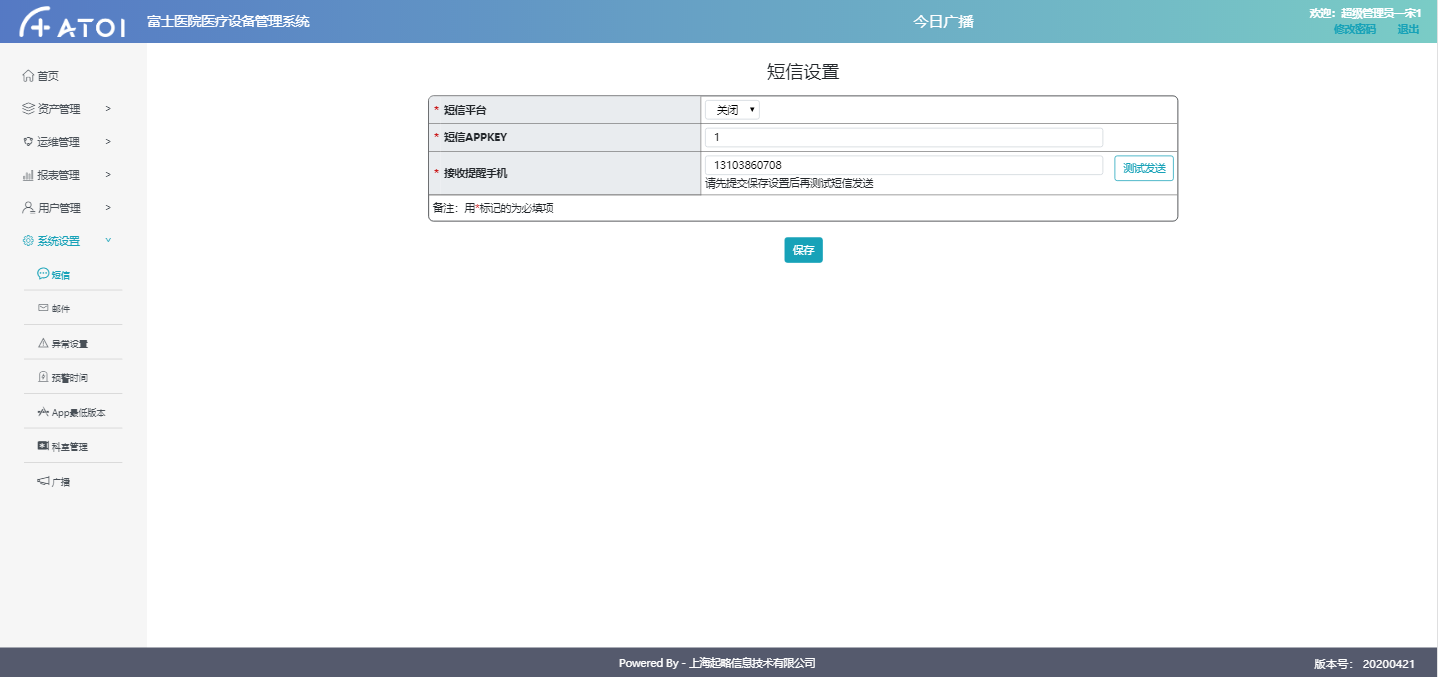 ATOI 富士医院医疗设备管理系统 今日广播 欢迎：超级管理员—宋1
修改密码 退出
首页
资产管理 >
运维管理 >
报表管理 >
用户管理 >
系统设置
短信
邮件
异常设置
预警时间
App最低版本
科室管理
广播
短信设置
* 短信平台 关闭
* 短信APPKEY 1
* 接收提醒手机 13103860708 测试发送
请先提交保存设置后再测试短信发送
备注：用*标记的为必填项
保存
Powered By - 上海起略信息技术有限公司
版本号： 20200421